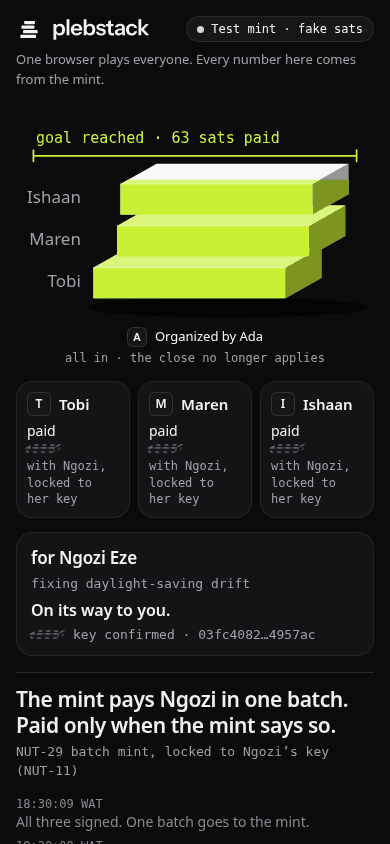 plebstack
Test mint · fake sats
One browser plays everyone. Every number here comes
from the mint.
goal reached · 63 sats paid
Ishaan
Maren
Tobi
A Organized by Ada
all in · the close no longer applies
T Tobi
paid
with Ngozi,
locked to
her key
M Maren
paid
with Ngozi,
locked to
her key
I Ishaan
paid
with Ngozi,
locked to
her key
for Ngozi Eze
fixing daylight-saving drift
On its way to you.
key confirmed · 03fc4082…4957ac
The mint pays Ngozi in one batch.
Paid only when the mint says so.
NUT-29 batch mint, locked to Ngozi’s key
(NUT-11)
18:30:09 WAT
All three signed. One batch goes to the mint.